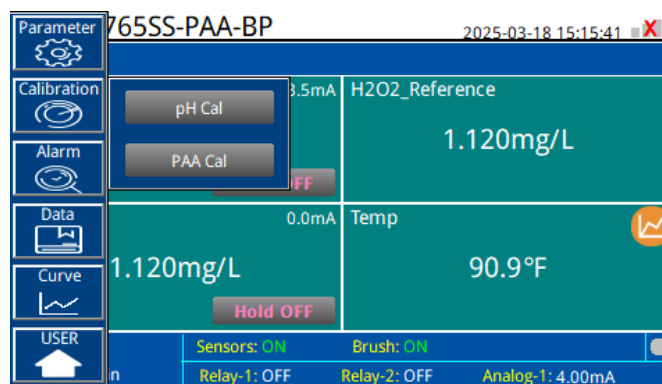 Parameter
765SS-PAA-BP
2025-03-18 15:15:41
X
Calibration
3.5mA
H2O2_Reference
pH Cal
1.120mg/L
Alarm
PAA Cal
OFF
Data
0.0mA
Temp
Curve
1.120mg/L
90.9°F
Hold OFF
USER
Sensors: ON
Brush: ON
in
Relay-1: OFF
Relay-2: OFF
Analog-1: 4.00mA